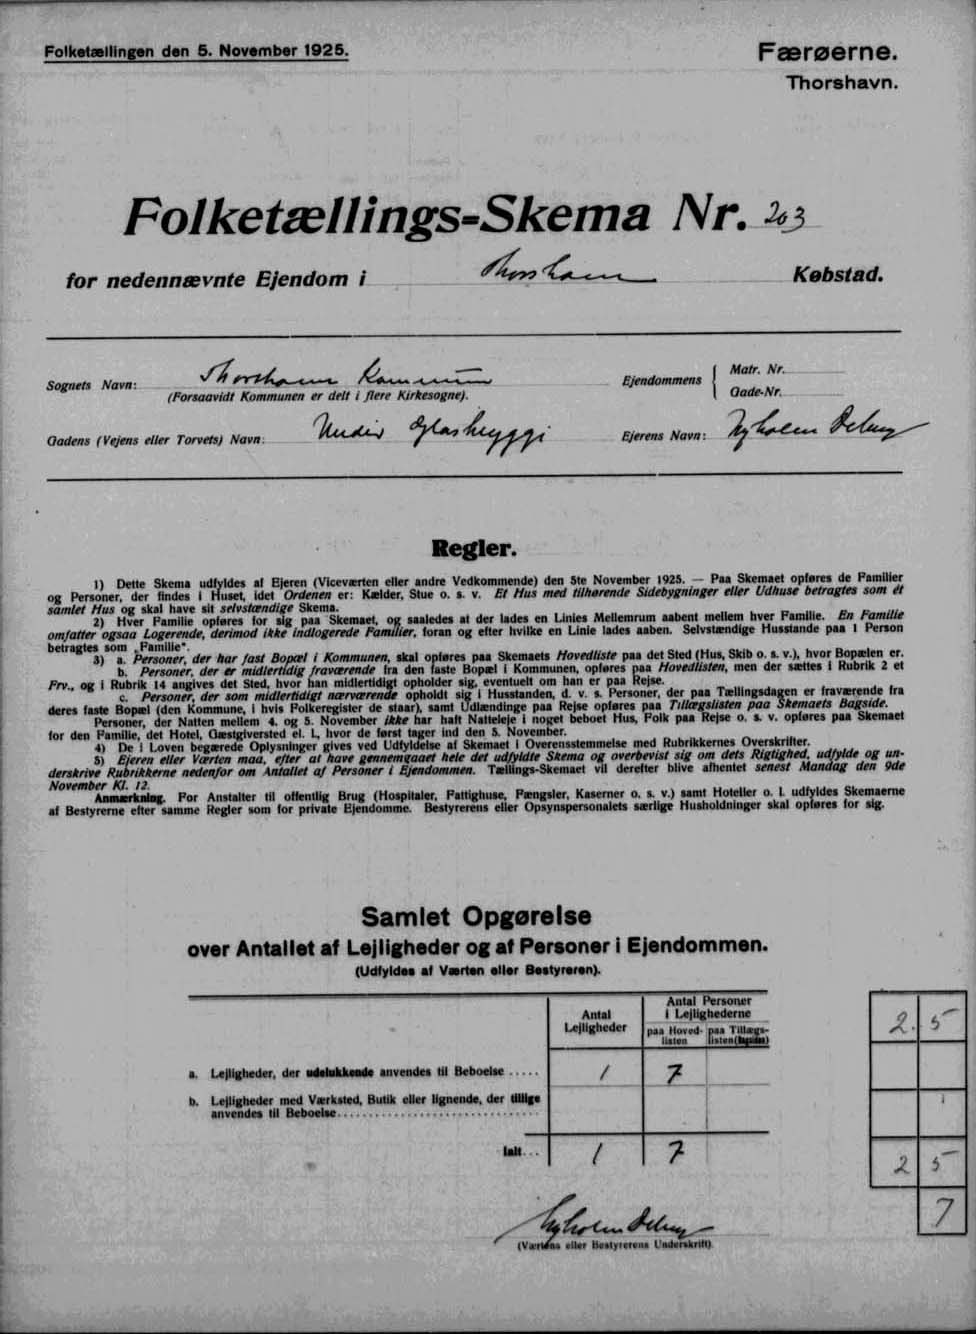 Folketællingen den 5. November 1925.
Færøerne.
Thorshavn.
Folketællings-Skema Nr. 203
for nedennævnte Ejendom i Thorshavn Købstad.
Sognets Navn: Thorshavn Kommune
(Forsaavidt Kommunen er delt i flere Kirkesogne).
Ejendommens
Matr. Nr.
Gade-Nr.
Gadens (Vejens eller Torvets) Navn: Undir Glasheyggi
Ejerens Navn: Nyholm Debess
Regler.
1) Dette Skema udfyldes af Ejeren (Viceværten eller andre Vedkommende) den 5te November 1925. — Paa Skemaet opføres de Familier
og Personer, der findes i Huset, idet Ordenen er: Kælder, Stue o. s. v. Et Hus med tilhørende Sidebygninger eller Udhuse betragtes som ét
samlet Hus og skal have sit selvstændige Skema.
2) Hver Familie opføres for sig paa Skemaet, og saaledes at der lades en Linies Mellemrum aabent mellem hver Familie. En Familie
omfatter ogsaa Logerende, derimod ikke indlogerede Familier, foran og efter hvilke en Linie lades aaben. Selvstændige Husstande paa 1 Person
betragtes som „Familie".
3) a. Personer, der har fast Bopæl i Kommunen, skal opføres paa Skemaets Hovedliste paa det Sted (Hus, Skib o. s. v.), hvor Bopælen er.
b. Personer, der er midlertidig fraværende fra den faste Bopæl i Kommunen, opføres paa Hovedlisten, men der sættes i Rubrik 2 et
Frv., og i Rubrik 14 angives det Sted, hvor han midlertidigt opholder sig, eventuelt om han er paa Rejse.
c. Personer, der som midlertidigt nærværende opholdt sig i Husstanden, d. v. s. Personer, der paa Tællingsdagen er fraværende fra
deres faste Bopæl (den Kommune, i hvis Folkeregister de staar), samt Udlændinge paa Rejse opføres paa Tillægslisten paa Skemaets Bagside.
Personer, der Natten mellem 4. og 5. November ikke har haft Natteleje i noget beboet Hus, Folk paa Rejse o. s. v. opføres paa Skemaet
for den Familie, det Hotel, Gæstgiversted el. l., hvor de først tager ind den 5. November.
4) De i Loven begærede Oplysninger gives ved Udfyldelse af Skemaet i Overensstemmelse med Rubrikkernes Overskrifter.
5) Ejeren eller Værten maa, efter at have gennemgaaet hele det udfyldte Skema og overbevist sig om dets Rigtighed, udfylde og un-
derskrive Rubrikkerne nedenfor om Antallet af Personer i Ejendommen. Tællings-Skemaet vil derefter blive afhentet senest Mandag den 9de
November Kl. 12.
Anmærkning. For Anstalter til offentlig Brug (Hospitaler, Fattighuse, Fængsler, Kaserner o. s. v.) samt Hoteller o. l. udfyldes Skemaerne
af Bestyrerne efter samme Regler som for private Ejendomme. Bestyrerens eller Opsynspersonalets særlige Husholdninger skal opføres for sig.
Samlet Opgørelse
over Antallet af Lejligheder og af Personer i Ejendommen.
(Udfyldes af Værten eller Bestyreren).
Antal
Lejligheder
Antal Personer
i Lejlighederne
paa Hoved-
listen
paa Tillægs-
listen (Bagsiden)
2. 5
a. Lejligheder, der udelukkende anvendes til Beboelse ..... 1 7
b. Lejligheder med Værksted, Butik eller lignende, der tillige
anvendes til Beboelse
Ialt... 1 7
2 5
7
Nyholm Debess
(Værtens eller Bestyrerens Underskrift)